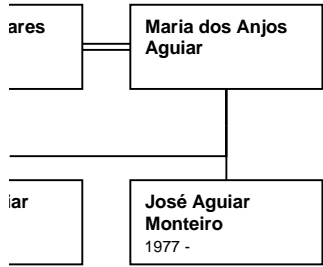 ares
Maria dos Anjos
Aguiar
iar
José Aguiar
Monteiro
1977 -